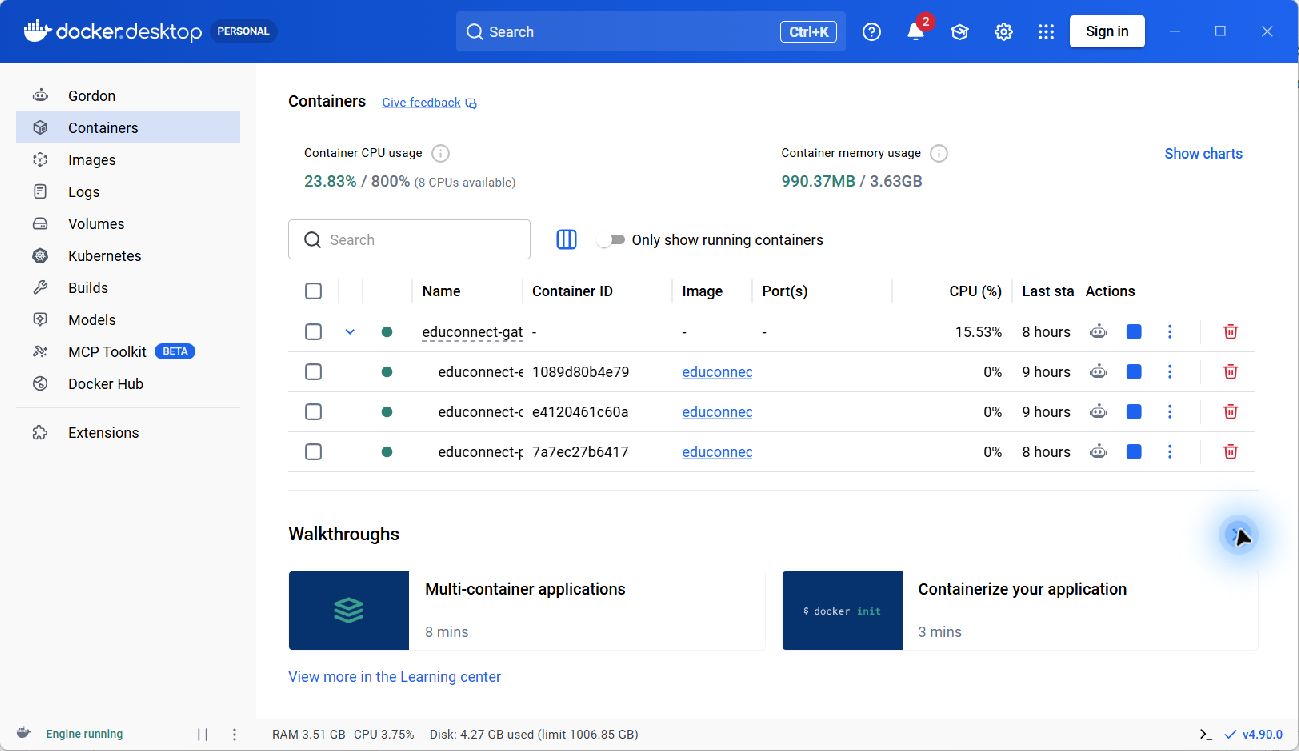 docker.desktop PERSONAL Search Ctrl+K 2 Sign in
Gordon
Containers
Images
Logs
Volumes
Kubernetes
Builds
Models
MCP Toolkit BETA
Docker Hub
Extensions
Containers Give feedback
Container CPU usage
23.83% / 800% (8 CPUs available)
Container memory usage
990.37MB / 3.63GB
Show charts
Search
Only show running containers
Name Container ID Image Port(s) CPU (%) Last sta Actions
educonnect-gat - - - 15.53% 8 hours
educonnect-e 1089d80b4e79 educonnec 0% 9 hours
educonnect-c e4120461c60a educonnec 0% 9 hours
educonnect-p 7a7ec27b6417 educonnec 0% 8 hours
Walkthroughs
Multi-container applications
8 mins
$ docker init
Containerize your application
3 mins
View more in the Learning center
Engine running
RAM 3.51 GB CPU 3.75% Disk: 4.27 GB used (limit 1006.85 GB)
v4.90.0